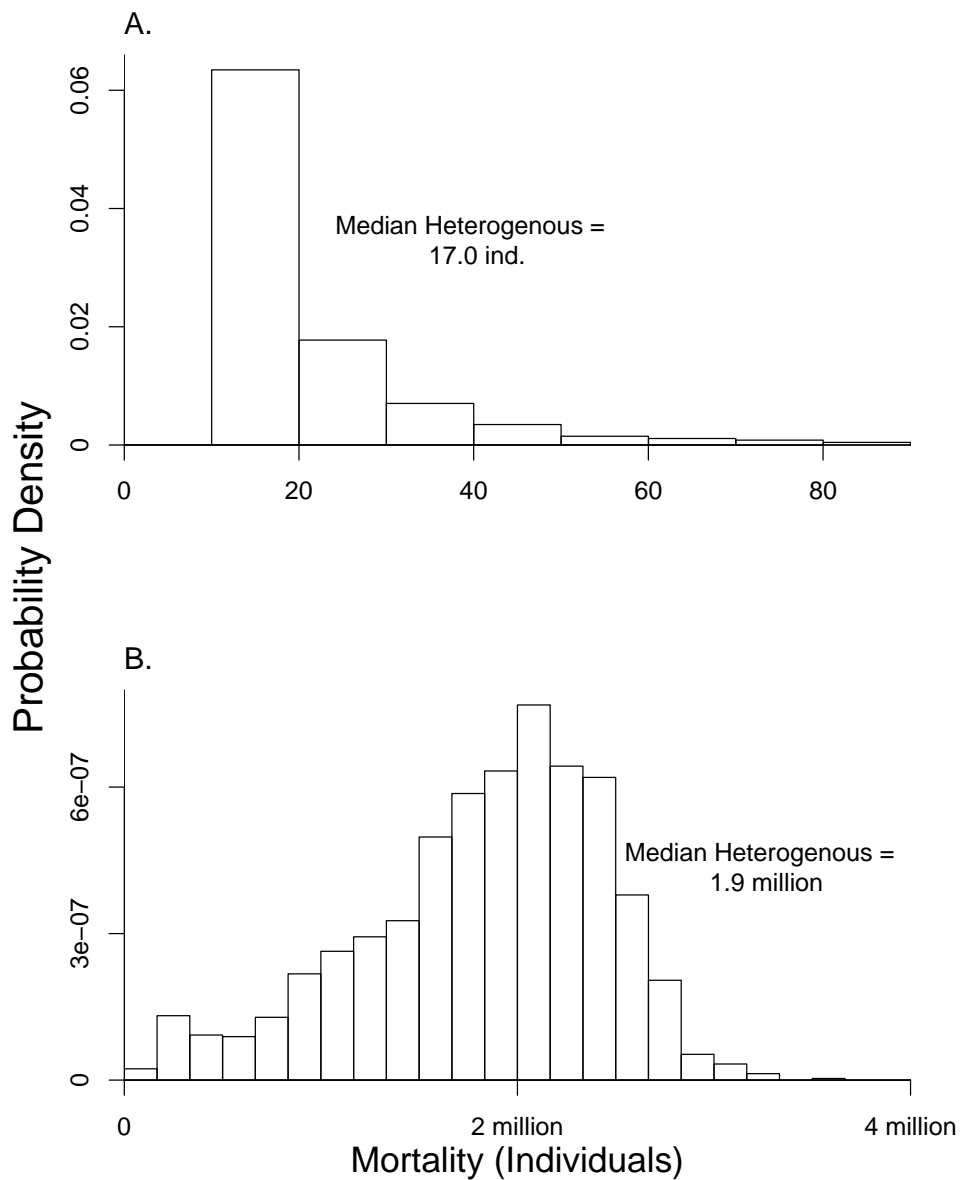 A.
0.06
0.04
0.02
0
Median Heterogenous =
17.0 ind.
0 20 40 60 80
Probability Density
B.
6e−07
3e−07
0
Median Heterogenous =
1.9 million
0 2 million 4 million
Mortality (Individuals)